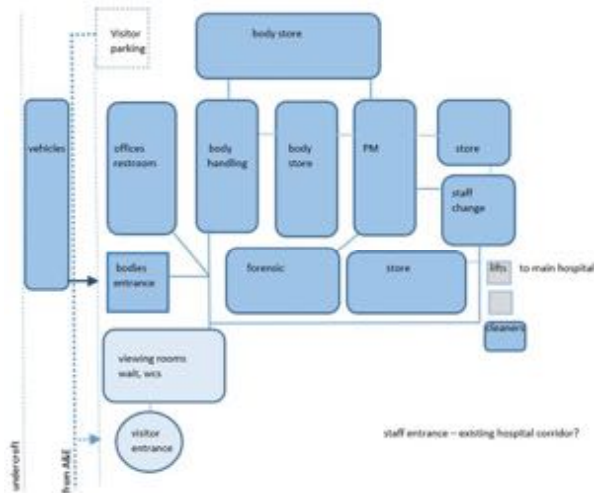 Visitor
parking
body store
vehicles
offices
restroom
body
handling
body
store
PM
store
staff
change
bodies
entrance
forensic
store
lifts
to main hospital
cleaners
viewing rooms
wait, wcs
visitor
entrance
staff entrance – existing hospital corridor?
undercroft
from A&E